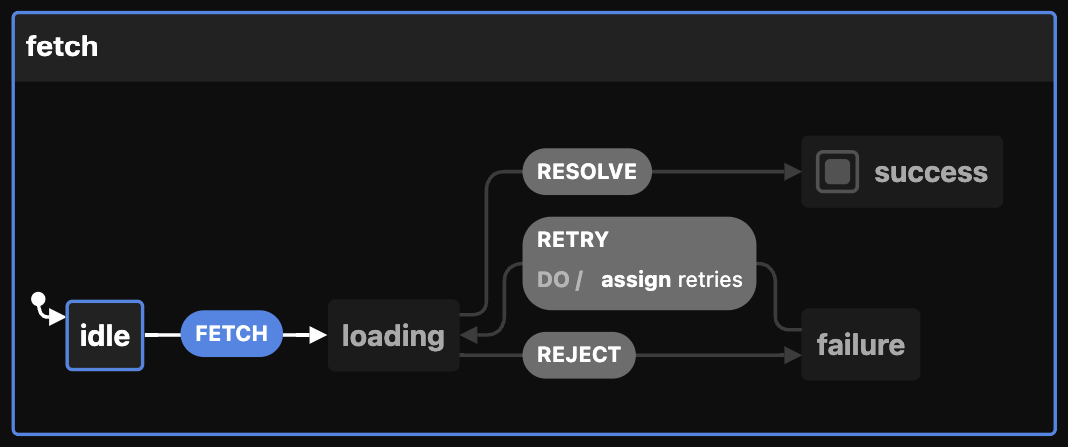 fetch
RESOLVE
success
RETRY
DO / assign retries
idle
FETCH
loading
REJECT
failure